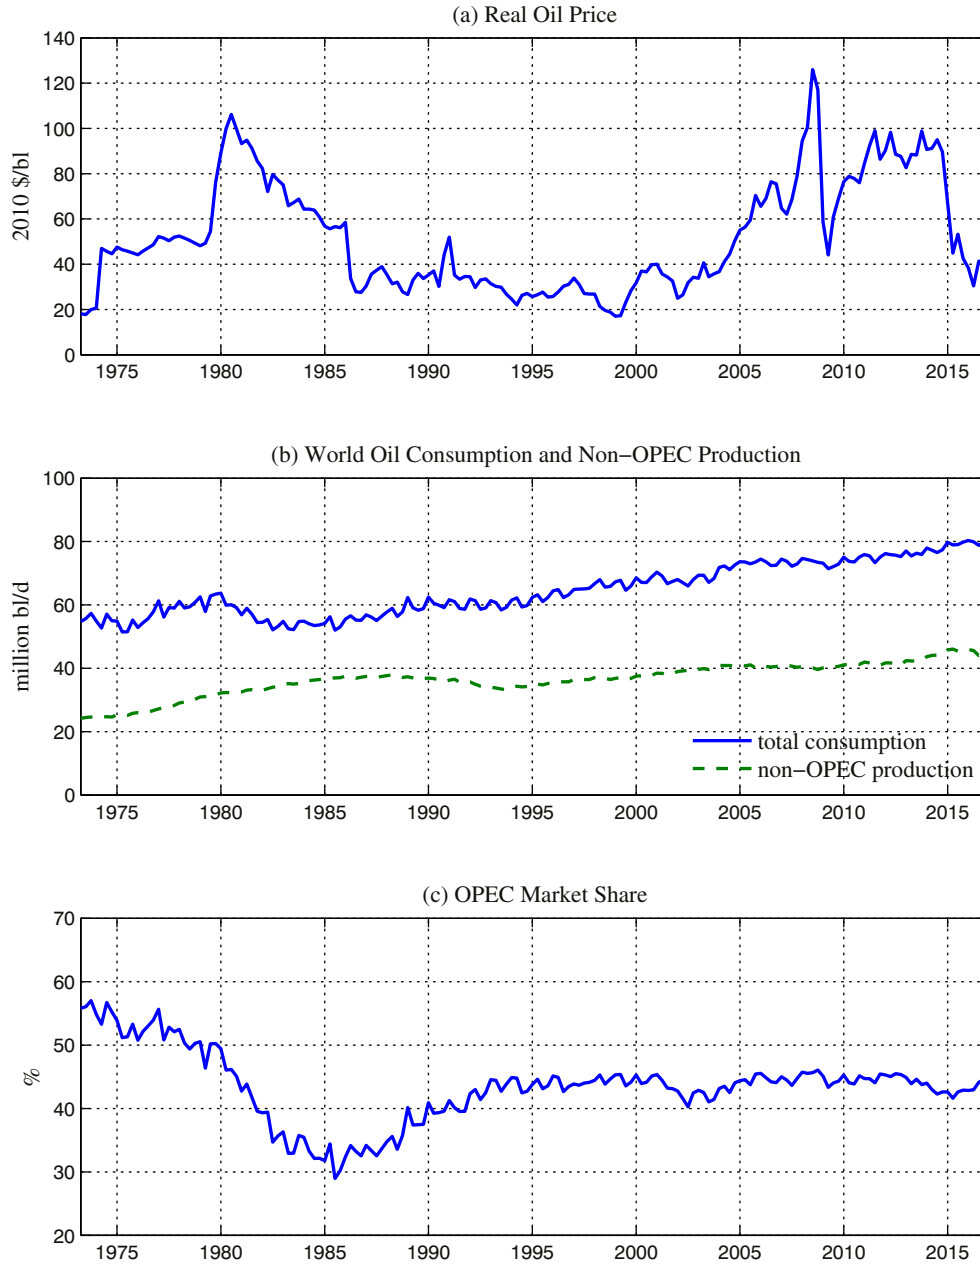 (a) Real Oil Price
2010 $/bl
140
120
100
80
60
40
20
0
1975 1980 1985 1990 1995 2000 2005 2010 2015
(b) World Oil Consumption and Non−OPEC Production
million bl/d
100
80
60
40
20
0
total consumption
non−OPEC production
1975 1980 1985 1990 1995 2000 2005 2010 2015
(c) OPEC Market Share
%
70
60
50
40
30
20
1975 1980 1985 1990 1995 2000 2005 2010 2015